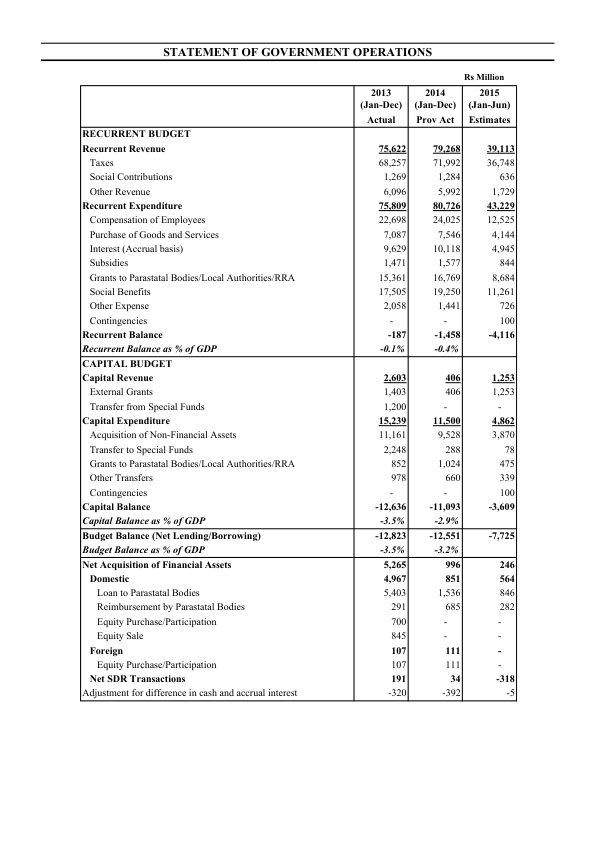 STATEMENT OF GOVERNMENT OPERATIONS
Rs Million
2013 2014 2015
(Jan-Dec) (Jan-Dec) (Jan-Jun)
Actual Prov Act Estimates
RECURRENT BUDGET
Recurrent Revenue 75,622 79,268 39,113
Taxes 68,257 71,992 36,748
Social Contributions 1,269 1,284 636
Other Revenue 6,096 5,992 1,729
Recurrent Expenditure 75,809 80,726 43,229
Compensation of Employees 22,698 24,025 12,525
Purchase of Goods and Services 7,087 7,546 4,144
Interest (Accrual basis) 9,629 10,118 4,945
Subsidies 1,471 1,577 844
Grants to Parastatal Bodies/Local Authorities/RRA 15,361 16,769 8,684
Social Benefits 17,505 19,250 11,261
Other Expense 2,058 1,441 726
Contingencies - - 100
Recurrent Balance -187 -1,458 -4,116
Recurrent Balance as % of GDP -0.1% -0.4%
CAPITAL BUDGET
Capital Revenue 2,603 406 1,253
External Grants 1,403 406 1,253
Transfer from Special Funds 1,200 - -
Capital Expenditure 15,239 11,500 4,862
Acquisition of Non-Financial Assets 11,161 9,528 3,870
Transfer to Special Funds 2,248 288 78
Grants to Parastatal Bodies/Local Authorities/RRA 852 1,024 475
Other Transfers 978 660 339
Contingencies - - 100
Capital Balance -12,636 -11,093 -3,609
Capital Balance as % of GDP -3.5% -2.9%
Budget Balance (Net Lending/Borrowing) -12,823 -12,551 -7,725
Budget Balance as % of GDP -3.5% -3.2%
Net Acquisition of Financial Assets 5,265 996 246
Domestic 4,967 851 564
Loan to Parastatal Bodies 5,403 1,536 846
Reimbursement by Parastatal Bodies 291 685 282
Equity Purchase/Participation 700 - -
Equity Sale 845 - -
Foreign 107 111 -
Equity Purchase/Participation 107 111 -
Net SDR Transactions 191 34 -318
Adjustment for difference in cash and accrual interest -320 -392 -5